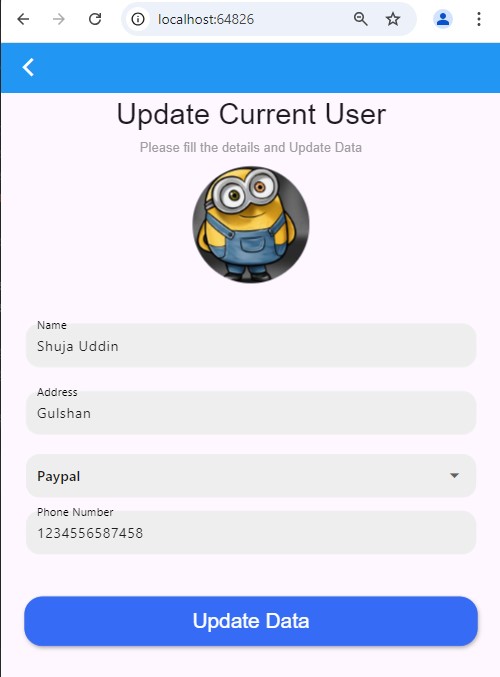 localhost:64826
Update Current User
Please fill the details and Update Data
Name
Shuja Uddin
Address
Gulshan
Paypal
Phone Number
1234556587458
Update Data